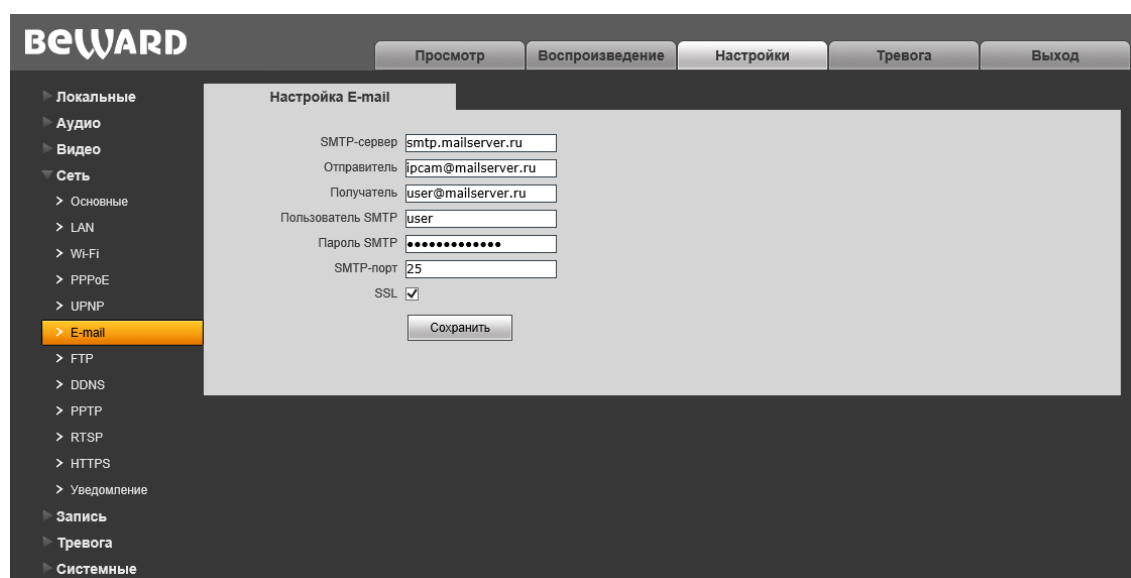 BEWARD
Просмотр Воспроизведение Настройки Тревога Выход
Локальные
Аудио
Видео
Сеть
> Основные
> LAN
> Wi-Fi
> PPPoE
> UPNP
> E-mail
> FTP
> DDNS
> PPTP
> RTSP
> HTTPS
> Уведомление
Запись
Тревога
Системные
Настройка E-mail
SMTP-сервер smtp.mailserver.ru
Отправитель ipcam@mailserver.ru
Получатель user@mailserver.ru
Пользователь SMTP user
Пароль SMTP •••••••••••••
SMTP-порт 25
SSL
Сохранить